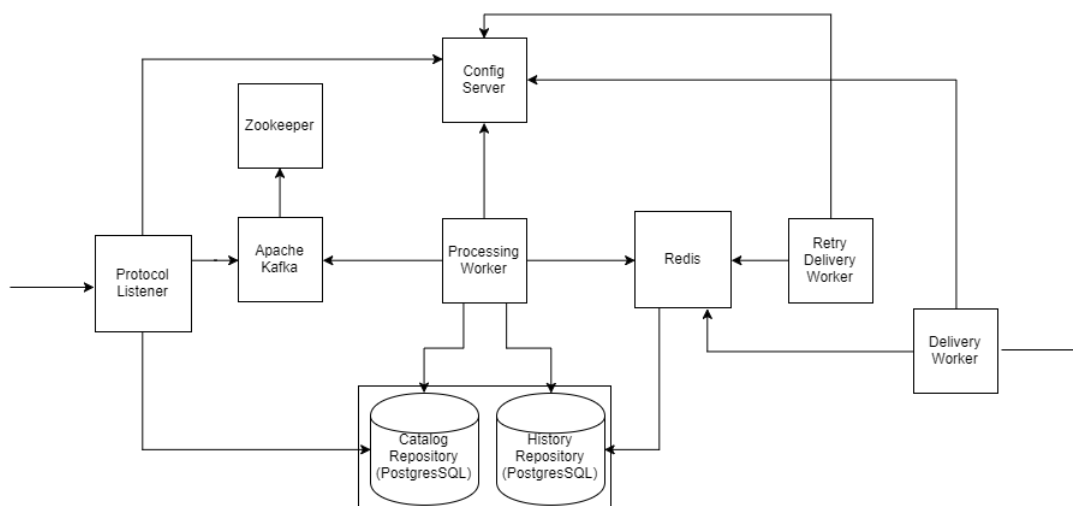 Config
Server
Zookeeper
Protocol
Listener
Apache
Kafka
Processing
Worker
Redis
Retry
Delivery
Worker
Delivery
Worker
Catalog
Repository
(PostgresSQL)
History
Repository
(PostgresSQL)